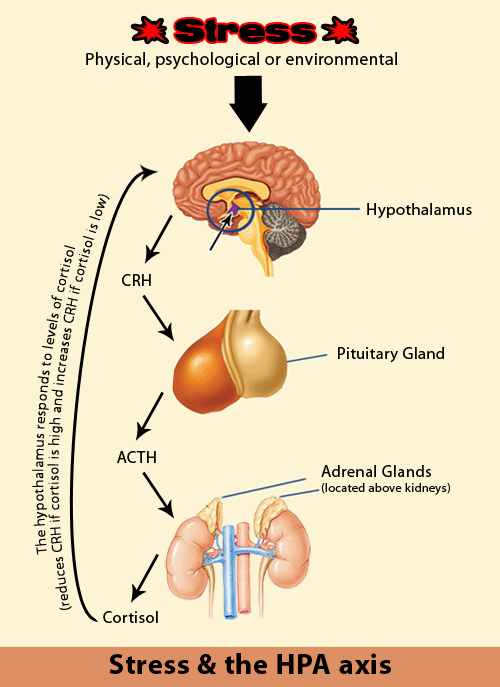 Stress
Physical, psychological or environmental
Hypothalamus
CRH
Pituitary Gland
ACTH
Adrenal Glands
(located above kidneys)
Cortisol
The hypothalamus responds to levels of cortisol
(reduces CRH if cortisol is high and increases CRH if cortisol is low)
Stress & the HPA axis